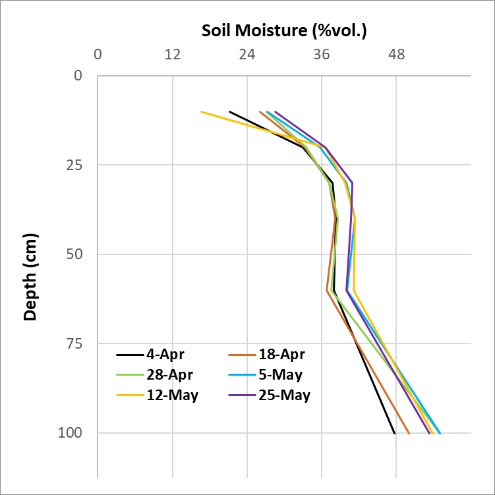 Soil Moisture (%vol.)
0 12 24 36 48
0
25
50
75
100
Depth (cm)
4-Apr 18-Apr
28-Apr 5-May
12-May 25-May